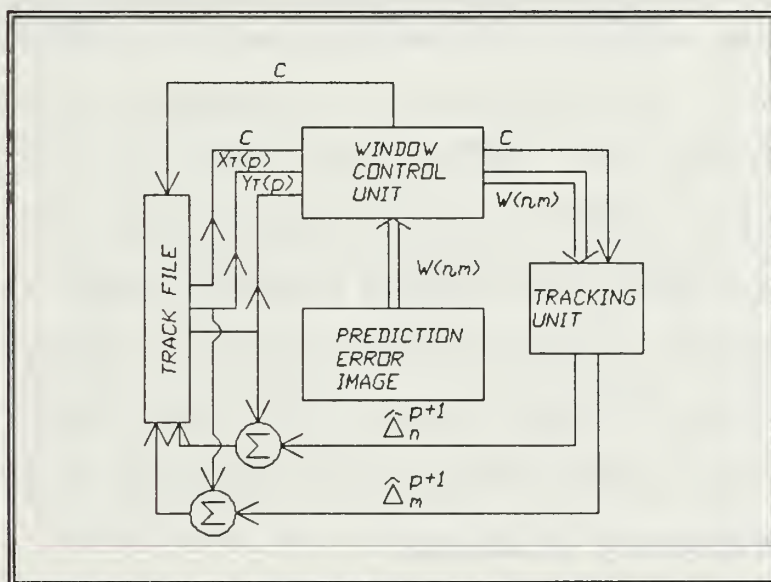 C
C
XT(p)
YT(p)
WINDOW
CONTROL
UNIT
C
W(n,m)
TRACK FILE
W(n,m)
TRACKING
UNIT
PREDICTION
ERROR
IMAGE
Σ
Δ̂ p+1 n
Σ
Δ̂ p+1 m